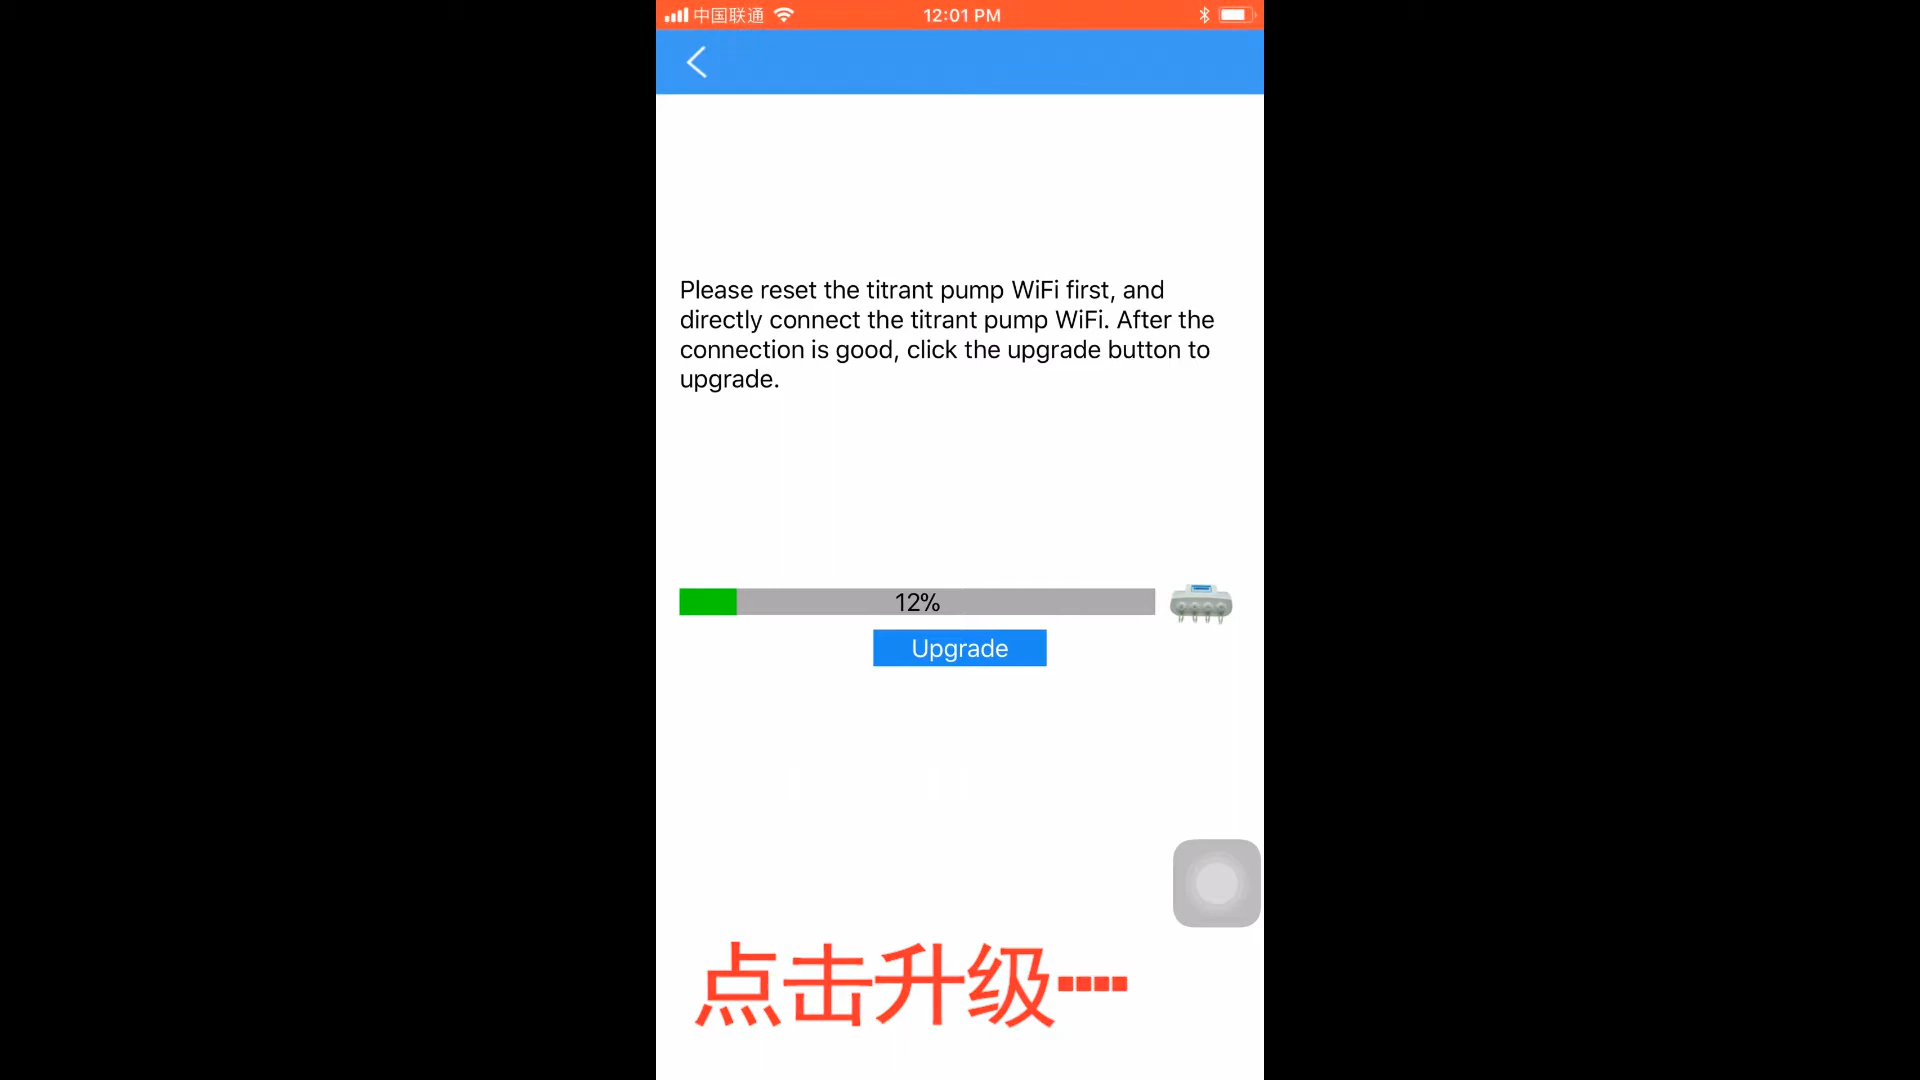 中国联通
12:01 PM
Please reset the titrant pump WiFi first, and
directly connect the titrant pump WiFi. After the
connection is good, click the upgrade button to
upgrade.
12%
Upgrade
点击升级····